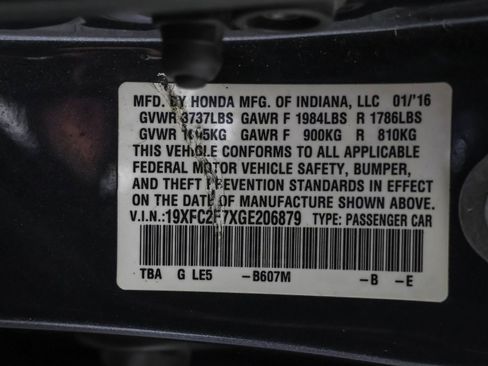 MFD. BY HONDA MFG. OF INDIANA, LLC 01/'16
GVWR 3737LBS GAWR F 1984LBS R 1786LBS
GVWR GAWR F 900KG R 810KG
THIS VEHICLE CONFORMS TO ALL APPLICABLE
FEDERAL MOTOR VEHICLE SAFETY, BUMPER,
AND THEFT PREVENTION STANDARDS IN EFFECT
ON THE DATE OF MANUFACTURE SHOWN ABOVE.
V.I.N.: 19XFC2F7XGE206879 TYPE: PASSENGER CAR
TBA G LE5 –B607M –B –E